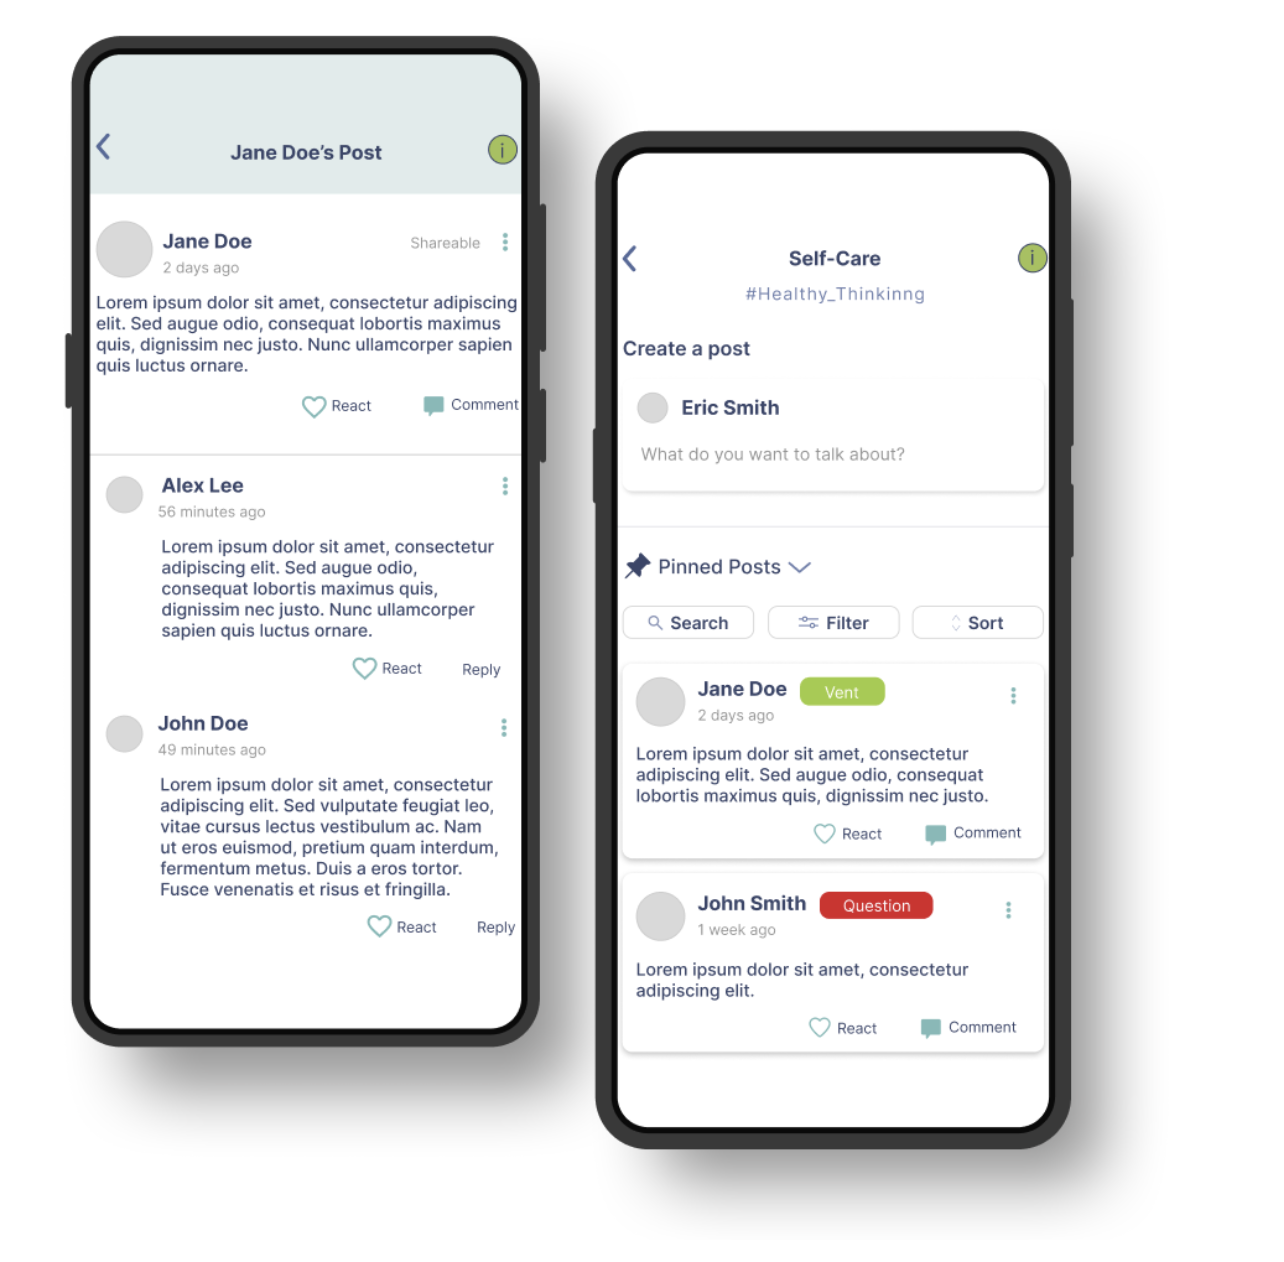 Jane Doe's Post
i
Jane Doe
Shareable
2 days ago
Lorem ipsum dolor sit amet, consectetur adipiscing
elit. Sed augue odio, consequat lobortis maximus
quis, dignissim nec justo. Nunc ullamcorper sapien
quis luctus ornare.
React
Comment
Alex Lee
56 minutes ago
Lorem ipsum dolor sit amet, consectetur
adipiscing elit. Sed augue odio,
consequat lobortis maximus quis,
dignissim nec justo. Nunc ullamcorper
sapien quis luctus ornare.
React
Reply
John Doe
49 minutes ago
Lorem ipsum dolor sit amet, consectetur
adipiscing elit. Sed vulputate feugiat leo,
vitae cursus lectus vestibulum ac. Nam
ut eros euismod, pretium quam interdum,
fermentum metus. Duis a eros tortor.
Fusce venenatis et risus et fringilla.
React
Reply
Self-Care
i
#Healthy_Thinkinng
Create a post
Eric Smith
What do you want to talk about?
Pinned Posts
Search
Filter
Sort
Jane Doe
Vent
2 days ago
Lorem ipsum dolor sit amet, consectetur
adipiscing elit. Sed augue odio, consequat
lobortis maximus quis, dignissim nec justo.
React
Comment
John Smith
Question
1 week ago
Lorem ipsum dolor sit amet, consectetur
adipiscing elit.
React
Comment